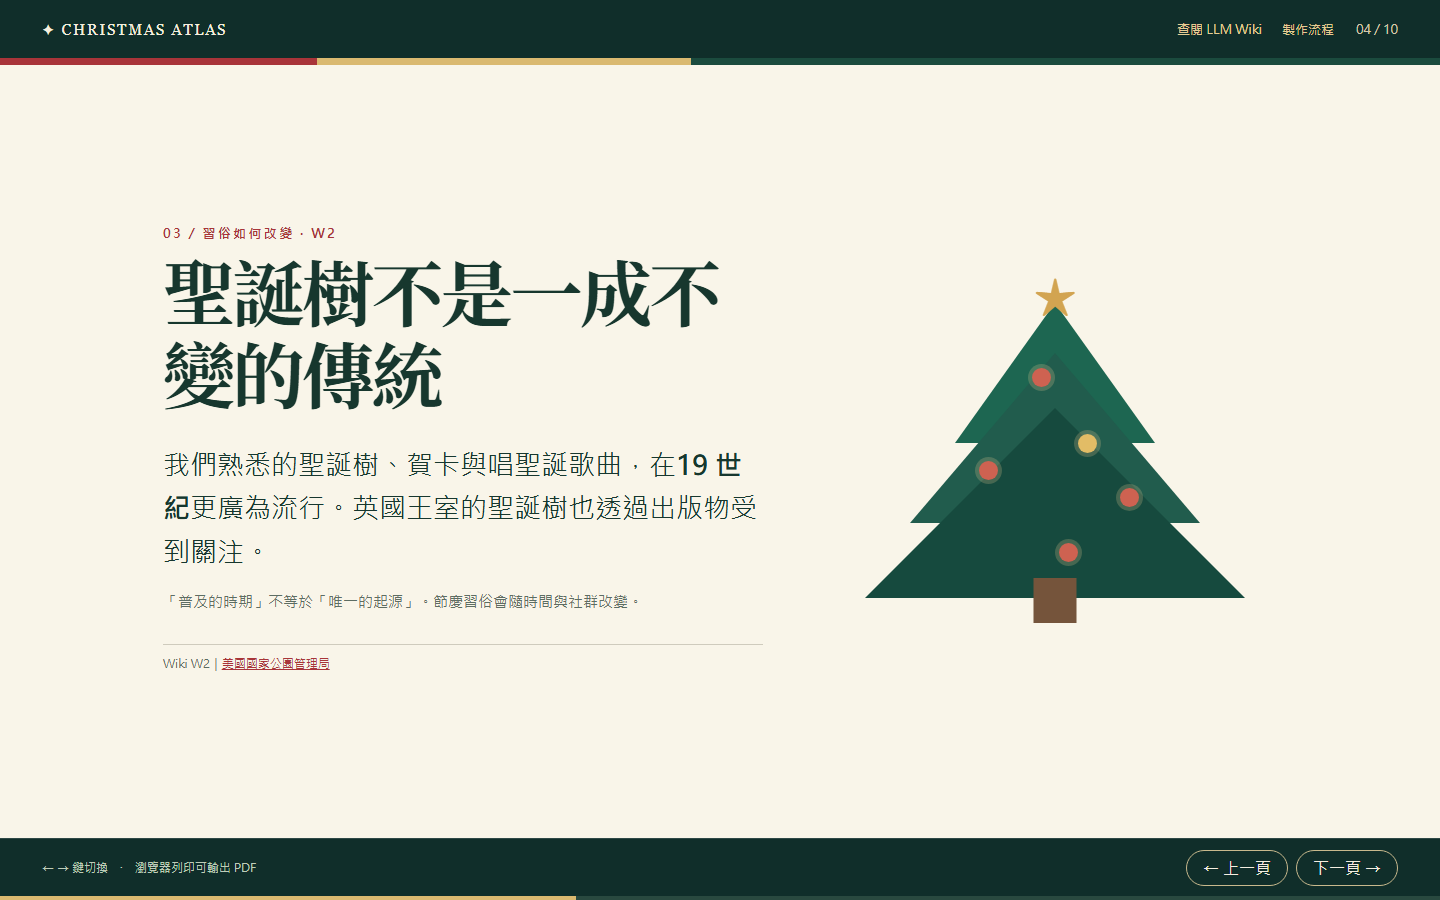 ✦ CHRISTMAS ATLAS
查閱 LLM Wiki 製作流程 04 / 10
03 / 習俗如何改變 · W2
聖誕樹不是一成不
變的傳統
我們熟悉的聖誕樹、賀卡與唱聖誕歌曲，在19 世
紀更廣為流行。英國王室的聖誕樹也透過出版物受
到關注。
「普及的時期」不等於「唯一的起源」。節慶習俗會隨時間與社群改變。
Wiki W2 | 美國國家公園管理局
← → 鍵切換 · 瀏覽器列印可輸出 PDF
← 上一頁 下一頁 →